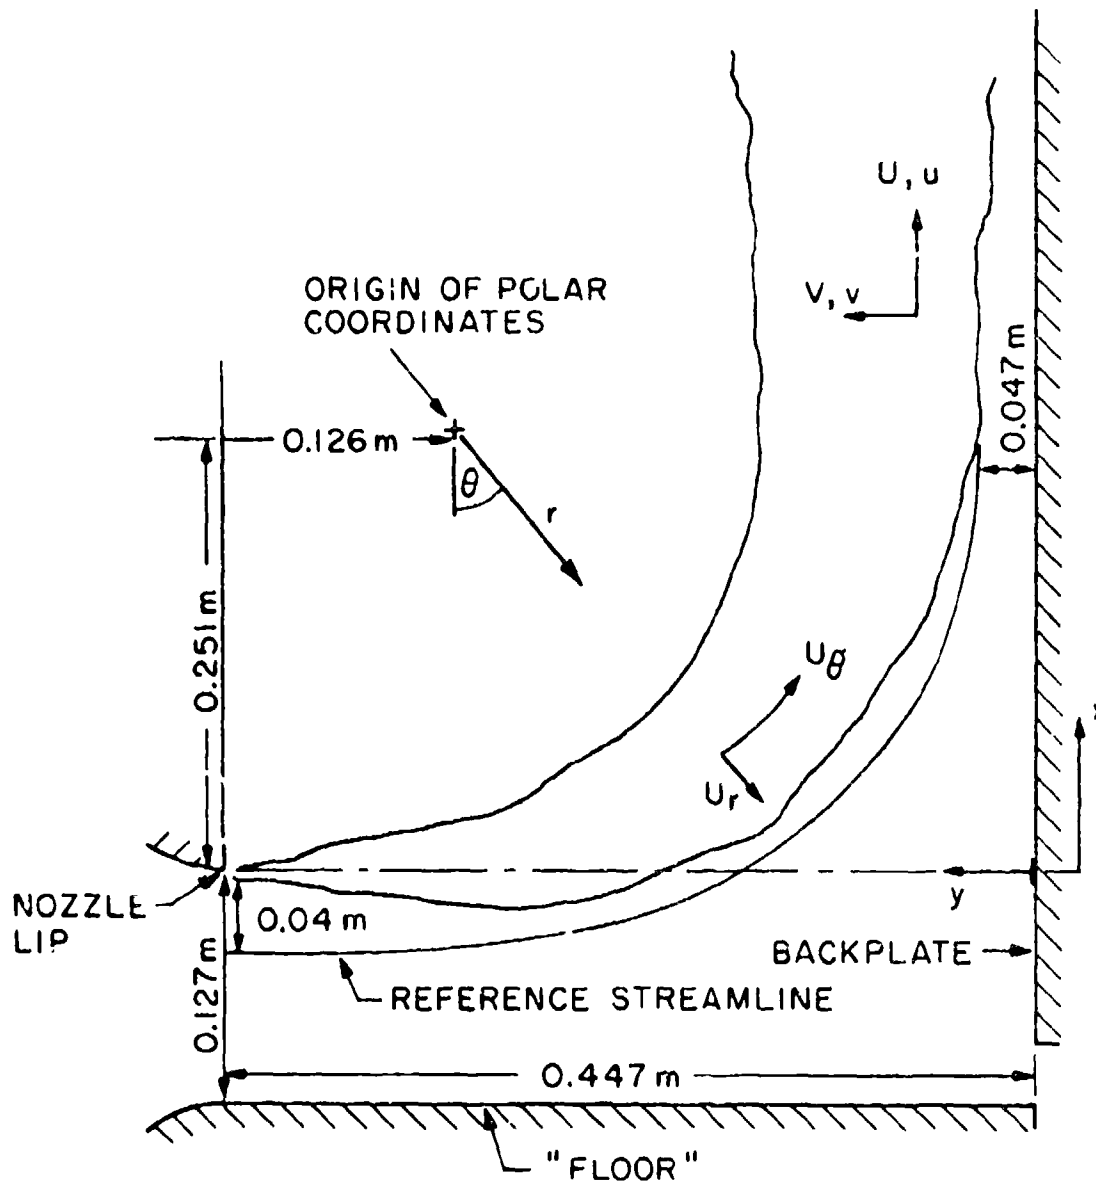 U, u
V, v
ORIGIN OF POLAR
COORDINATES
0.047 m
0.126 m
θ
r
0.251 m
Uθ
Ur
x
y
NOZZLE
LIP
0.04 m
0.127 m
BACKPLATE
REFERENCE STREAMLINE
0.447 m
"FLOOR"